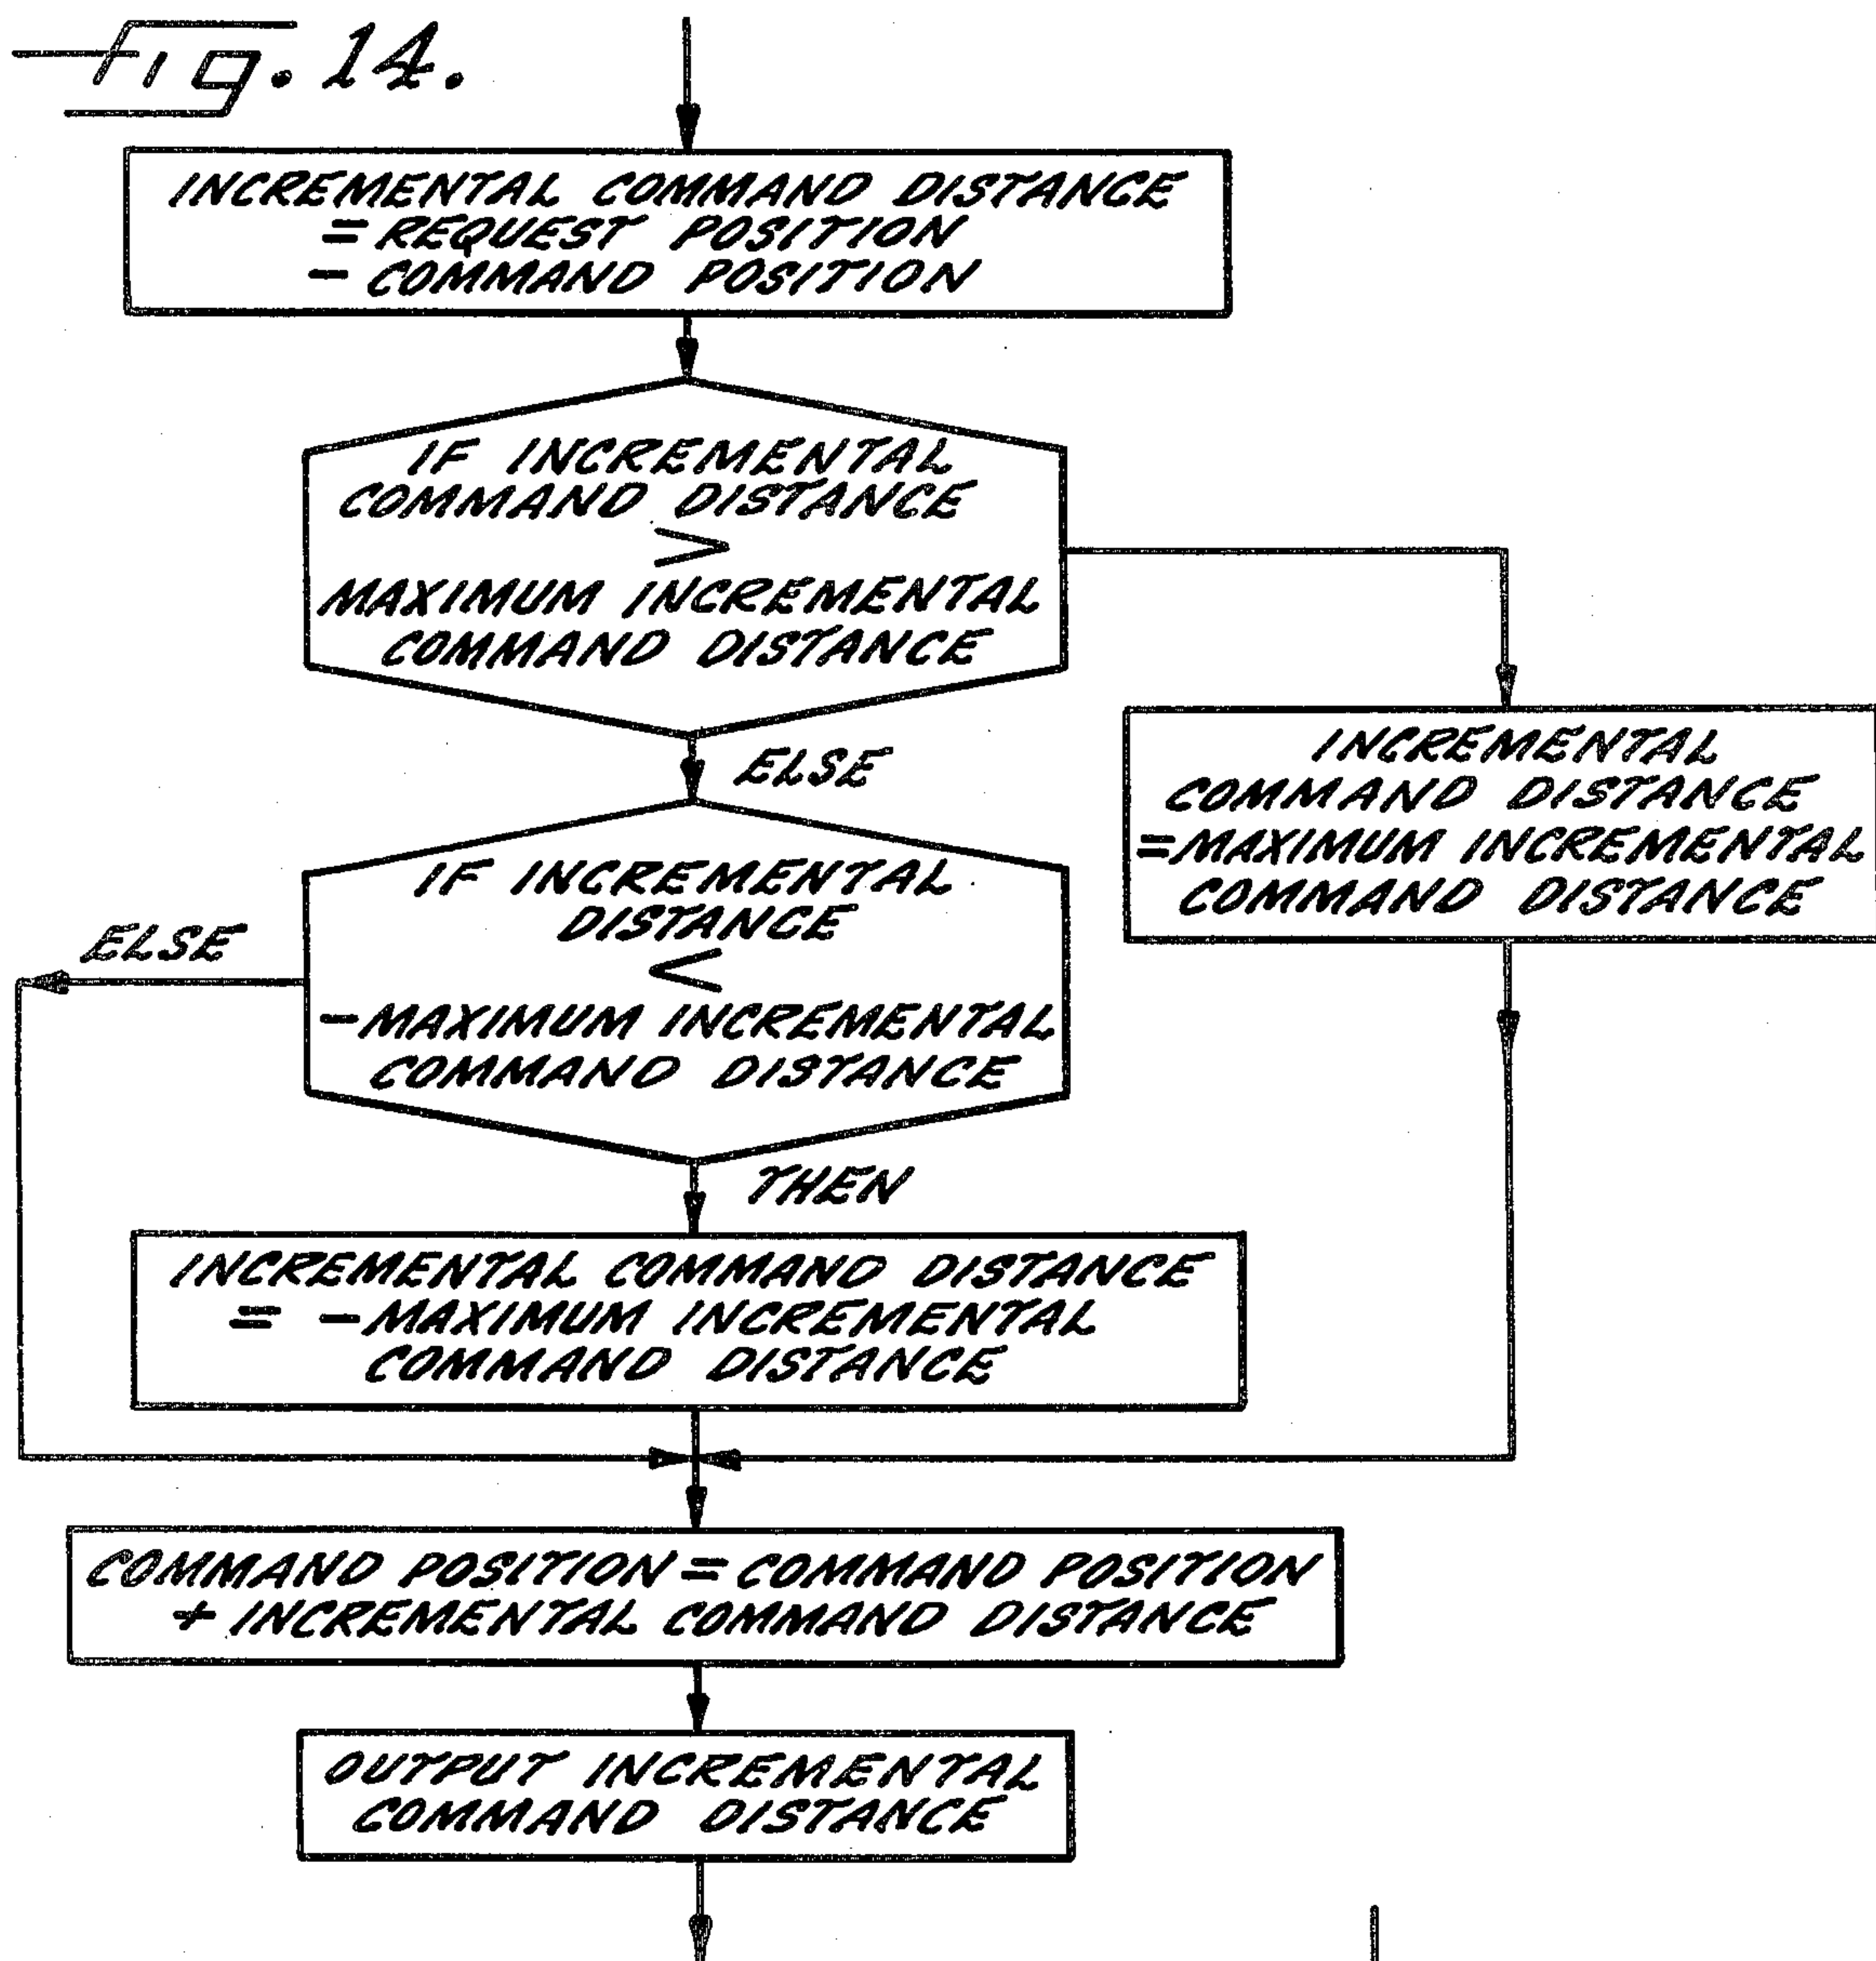 Fig. 14.
INCREMENTAL COMMAND DISTANCE
= REQUEST POSITION
- COMMAND POSITION
IF INCREMENTAL
COMMAND DISTANCE
>
MAXIMUM INCREMENTAL
COMMAND DISTANCE
ELSE
INCREMENTAL
COMMAND DISTANCE
=MAXIMUM INCREMENTAL
COMMAND DISTANCE
IF INCREMENTAL
DISTANCE
<
-MAXIMUM INCREMENTAL
COMMAND DISTANCE
ELSE
THEN
INCREMENTAL COMMAND DISTANCE
= -MAXIMUM INCREMENTAL
COMMAND DISTANCE
COMMAND POSITION = COMMAND POSITION
+ INCREMENTAL COMMAND DISTANCE
OUTPUT INCREMENTAL
COMMAND DISTANCE